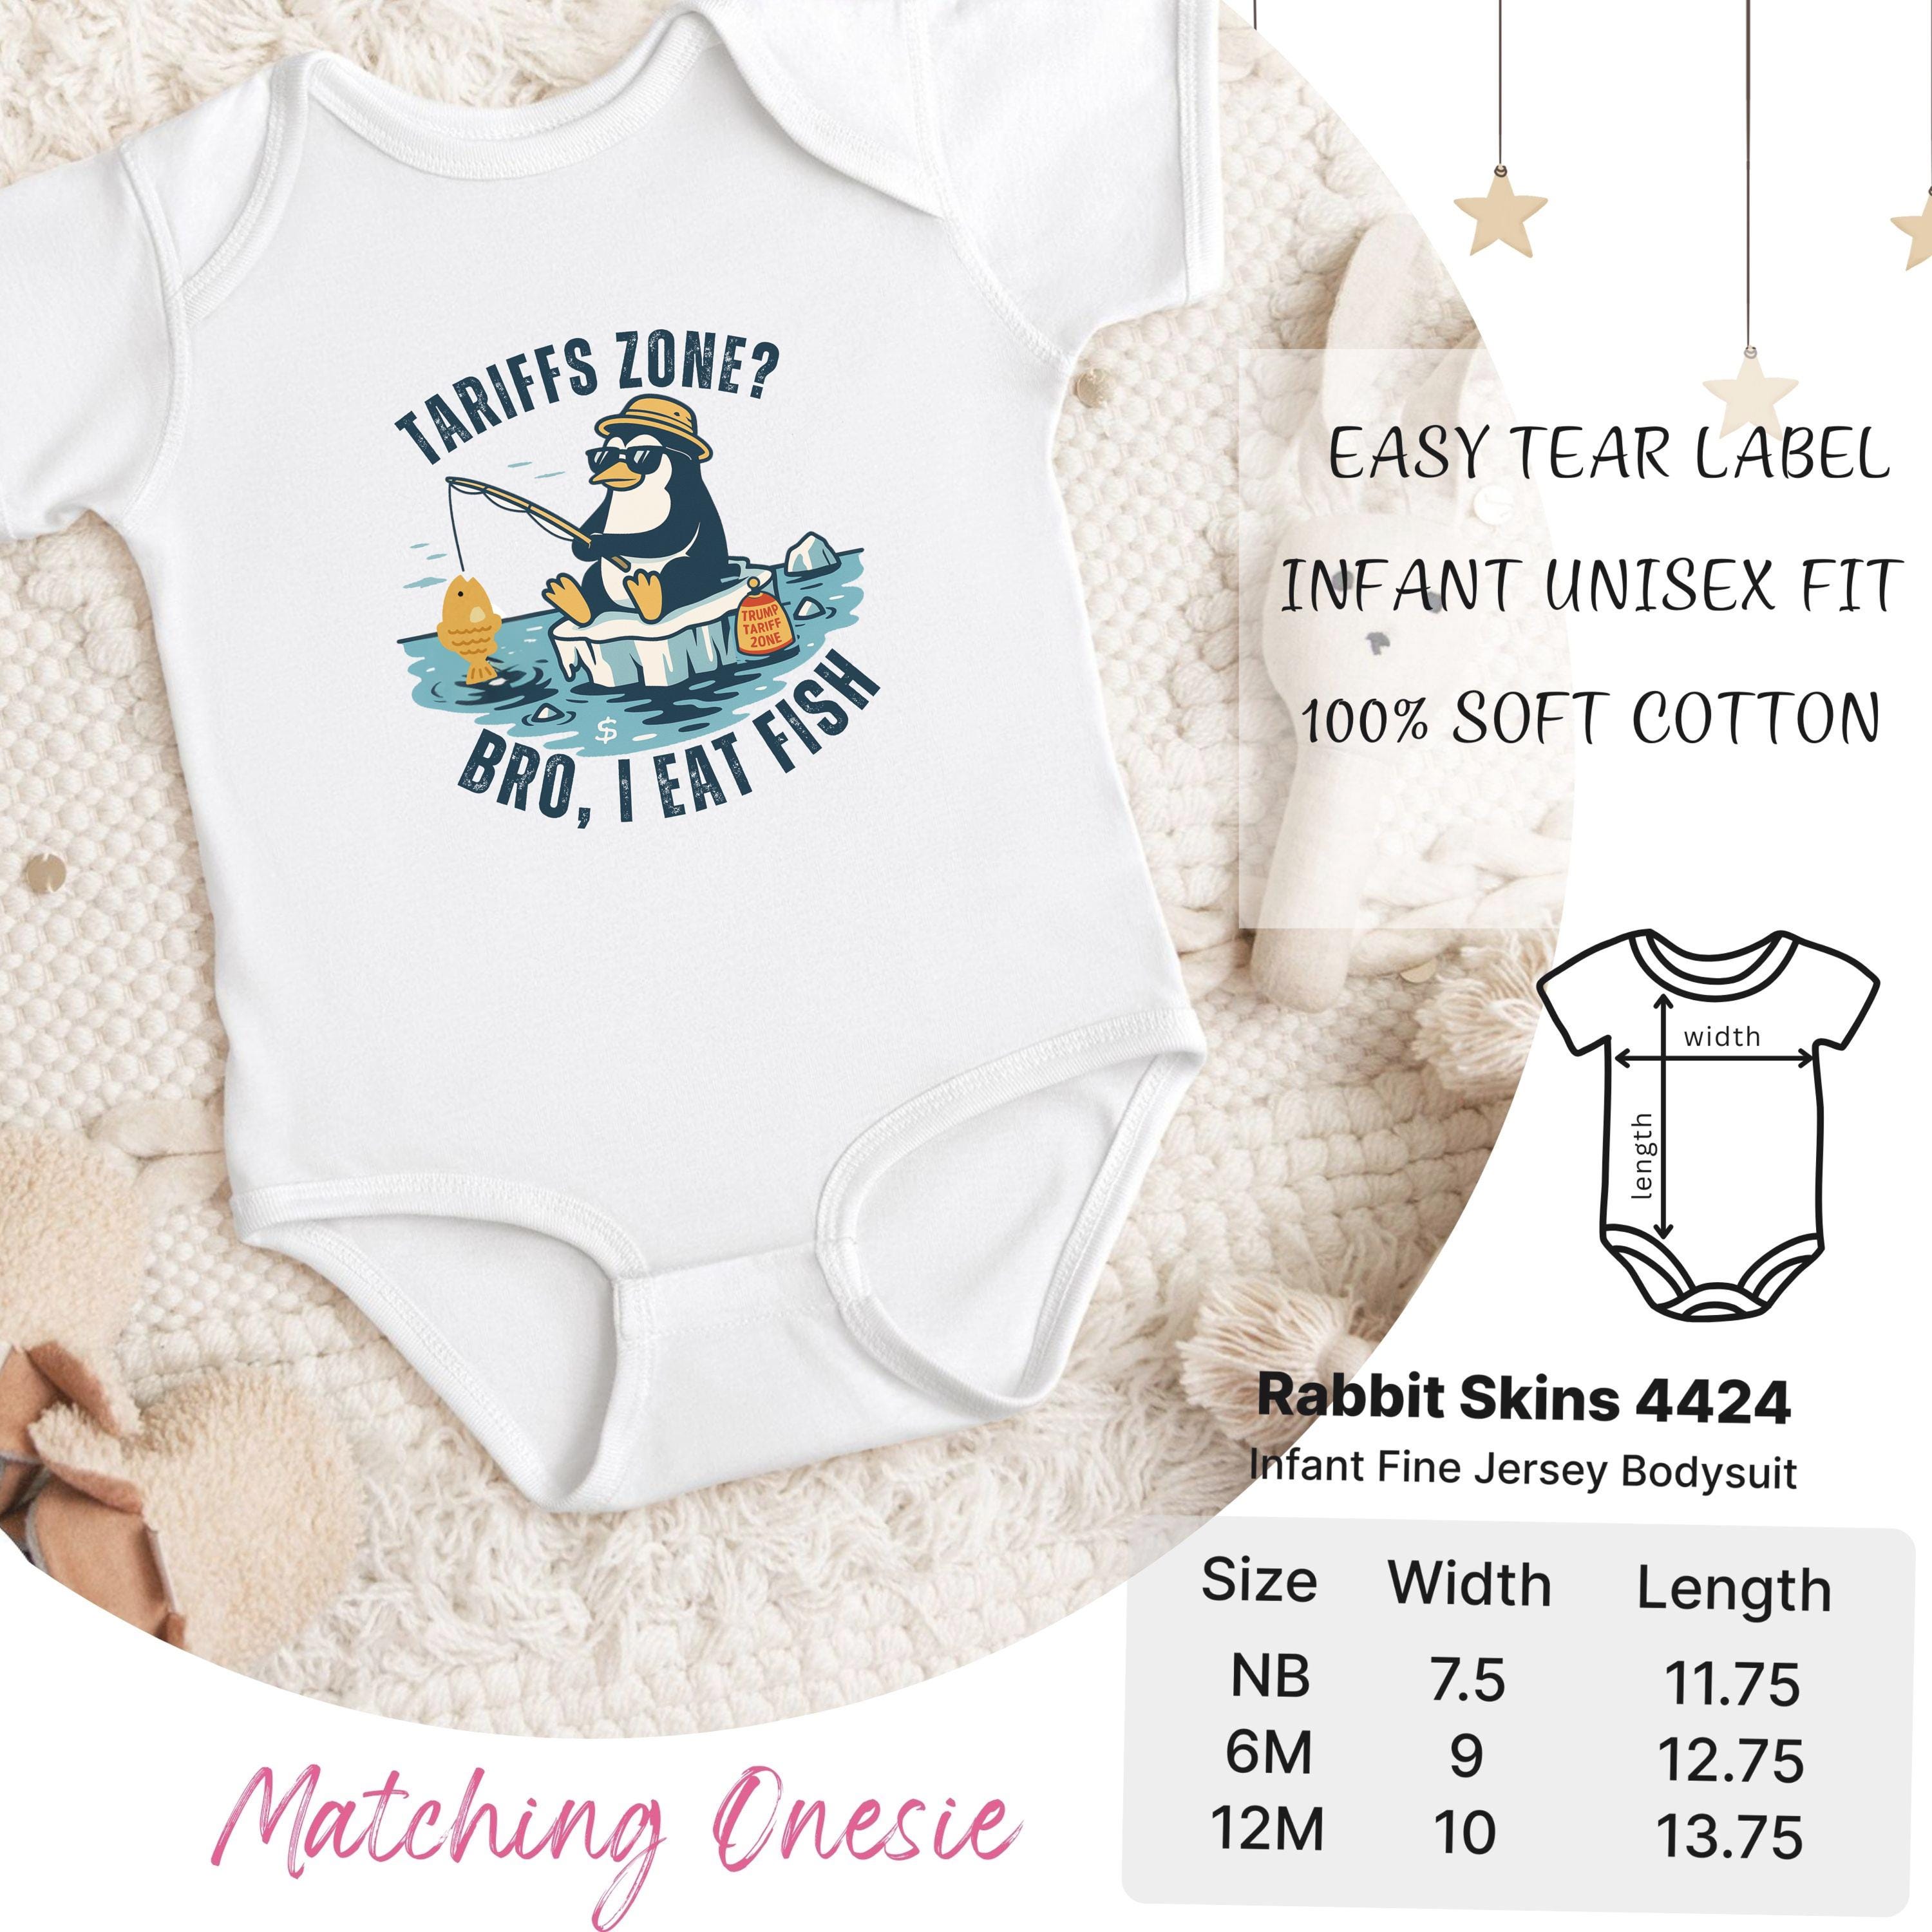 TARIFFS ZONE?
TRUMP
TARIFF
ZONE
$
BRO, I EAT FISH
EASY TEAR LABEL
INFANT UNISEX FIT
100% SOFT COTTON
width
length
Rabbit Skins 4424
Infant Fine Jersey Bodysuit
Size Width Length
NB 7.5 11.75
6M 9 12.75
12M 10 13.75
Matching Onesie